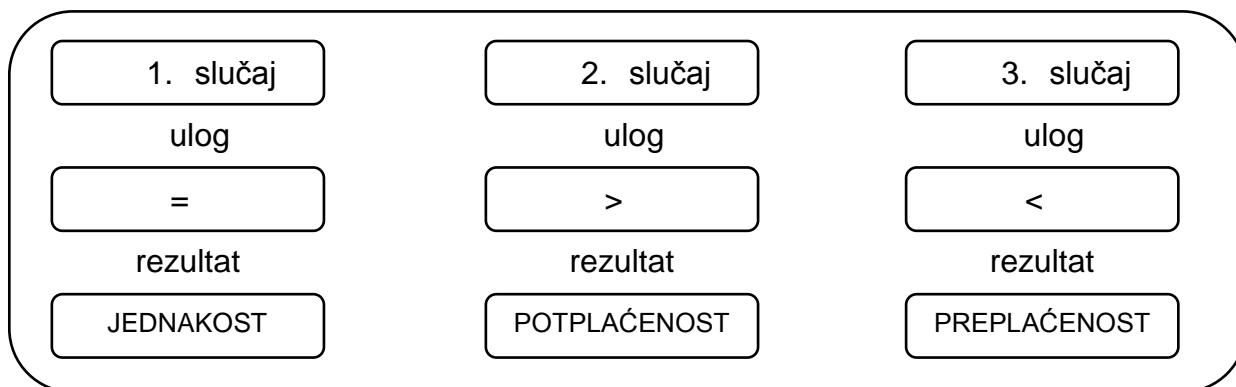 1. slučaj 2. slučaj 3. slučaj
ulog ulog ulog
= > <
rezultat rezultat rezultat
JEDNAKOST POTPLAĆENOST PREPLAĆENOST